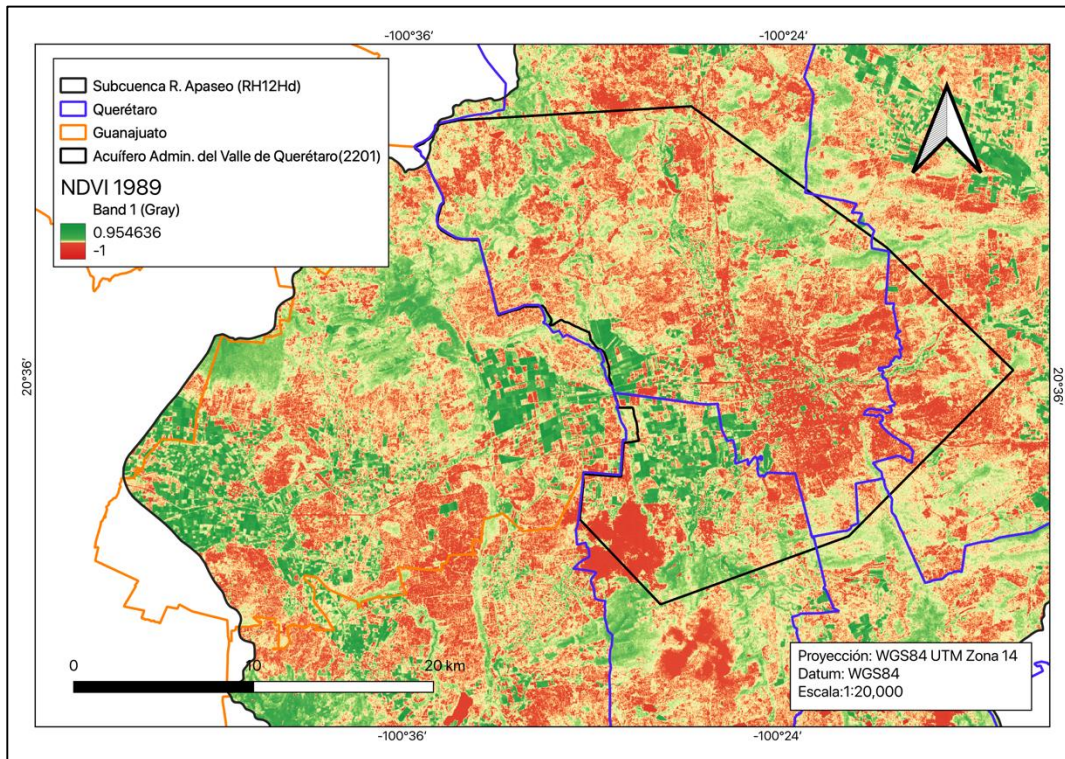 -100°36'
-100°24'
Subcuenca R. Apaseo (RH12Hd)
Querétaro
Guanajuato
Acuífero Admin. del Valle de Querétaro(2201)
NDVI 1989
Band 1 (Gray)
0.954636
-1
20°36'
20°36'
0
10
20 km
Proyección: WGS84 UTM Zona 14
Datum: WGS84
Escala:1:20,000
-100°36'
-100°24'